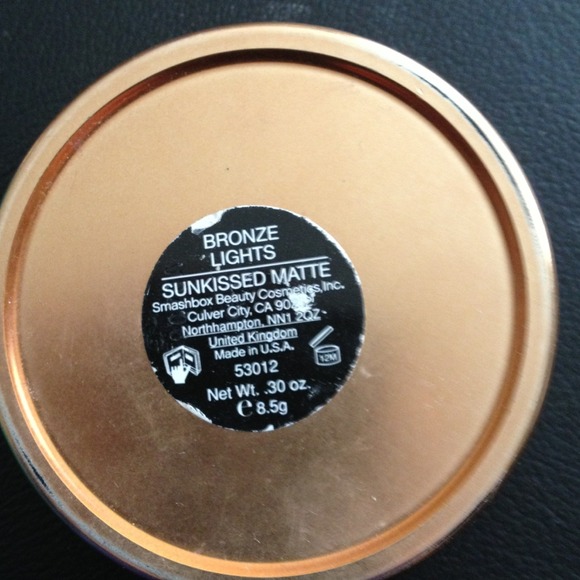 BRONZE
LIGHTS
SUNKISSED MATTE
Smashbox Beauty Cosmetics, Inc.
Culver City, CA
Northhampton, NN1 2QZ
United Kingdom
Made in U.S.A.
12M
53012
Net Wt. .30 oz.
e 8.5g